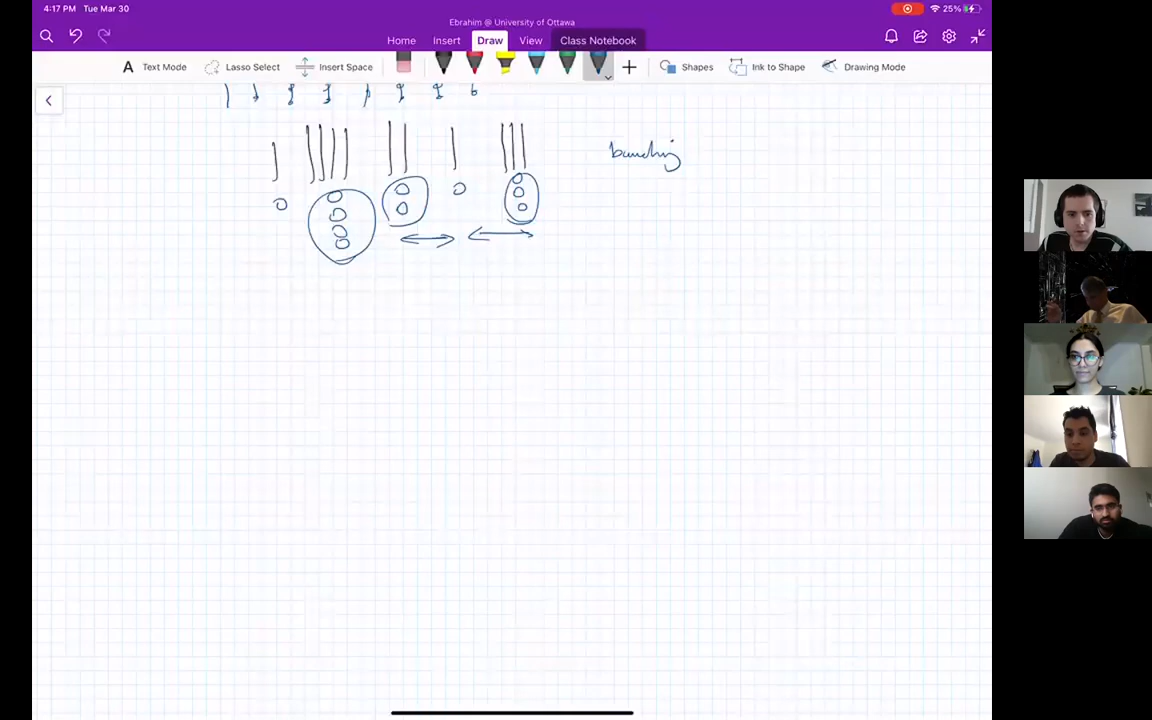 4:17 PM Tue Mar 30
25%
Ebrahim @ University of Ottawa
Home Insert Draw View Class Notebook
Text Mode Lasso Select Insert Space Shapes Ink to Shape Drawing Mode
bunching